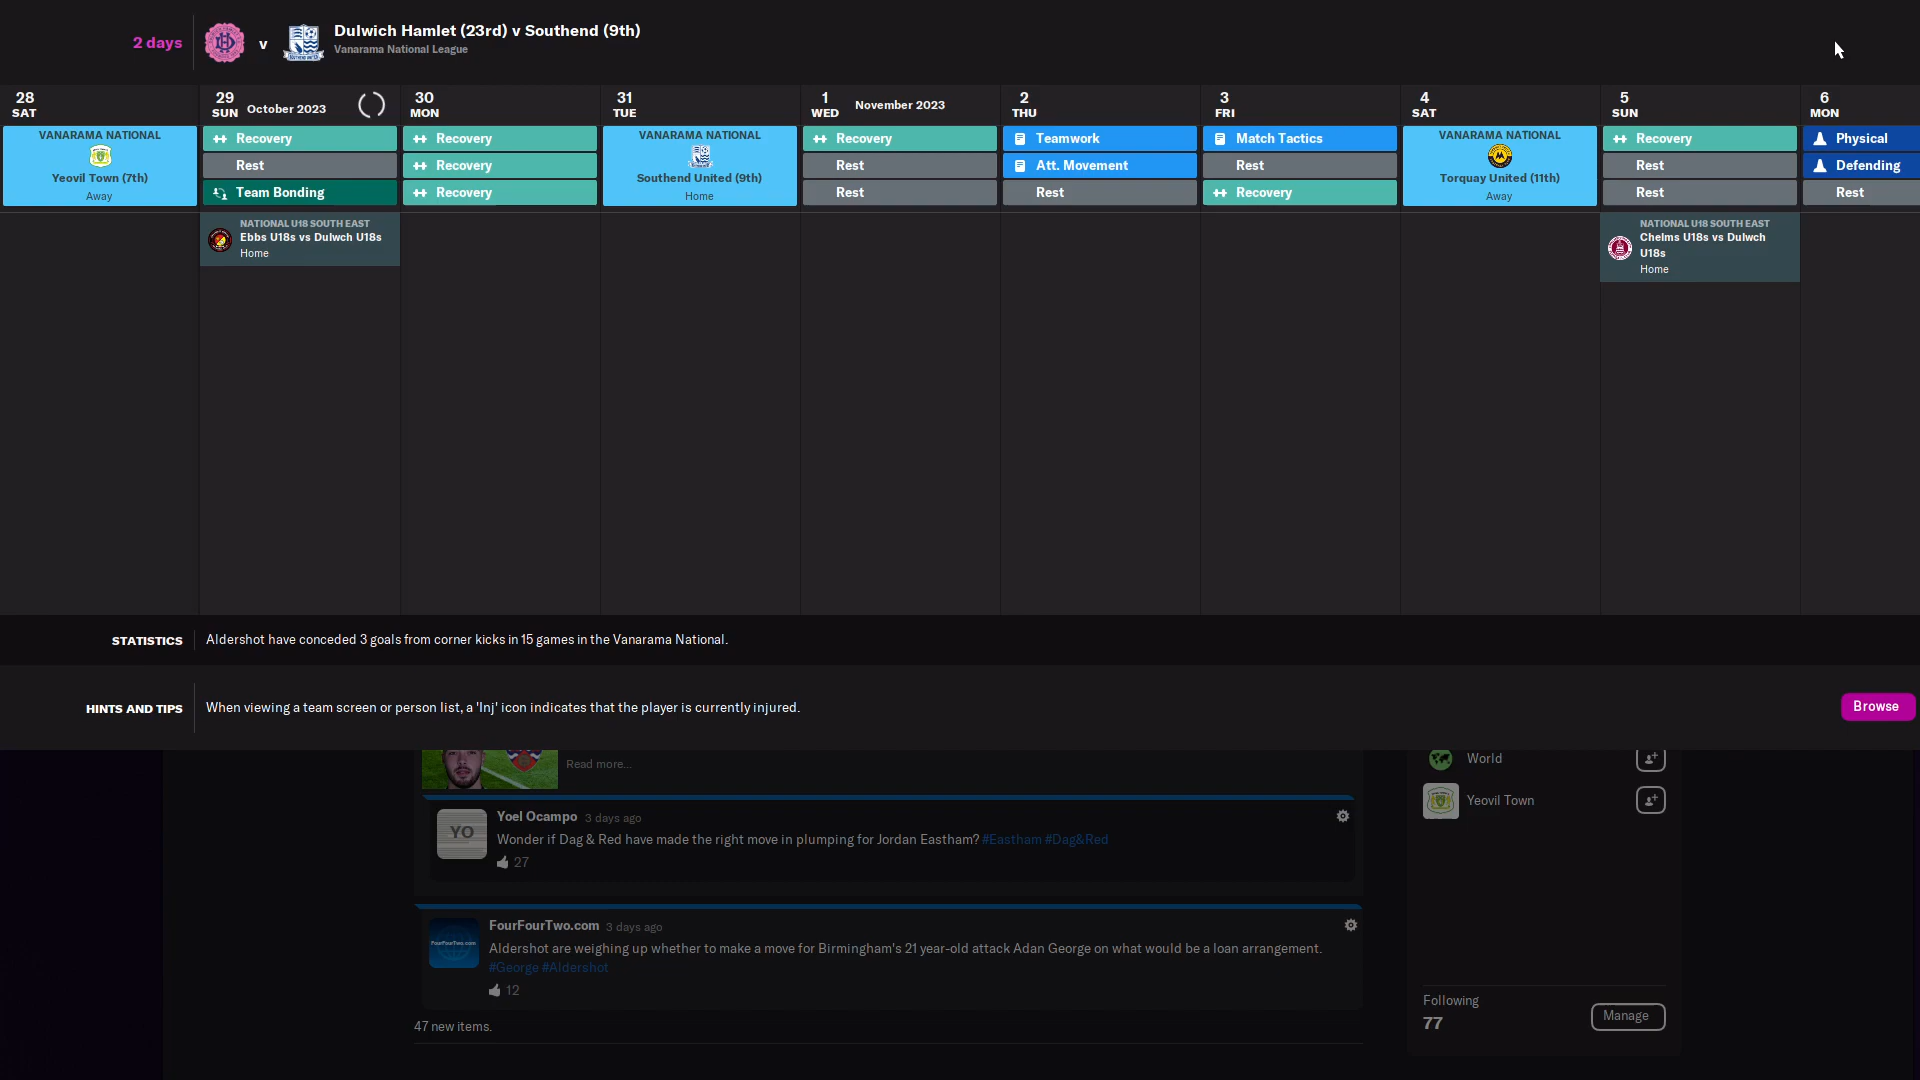 2 days
v
Dulwich Hamlet (23rd) v Southend (9th)
Vanarama National League
28
SAT
29
SUN
October 2023
30
MON
31
TUE
1
WED
November 2023
2
THU
3
FRI
4
SAT
5
SUN
6
MON
VANARAMA NATIONAL
Yeovil Town (7th)
Away
Recovery
Rest
Team Bonding
Recovery
Recovery
Recovery
VANARAMA NATIONAL
Southend United (9th)
Home
Recovery
Rest
Rest
Teamwork
Att. Movement
Rest
Match Tactics
Rest
Recovery
VANARAMA NATIONAL
Torquay United (11th)
Away
Recovery
Rest
Rest
Physical
Defending
Rest
NATIONAL U18 SOUTH EAST
Ebbs U18s vs Dulwch U18s
Home
NATIONAL U18 SOUTH EAST
Chelms U18s vs Dulwch
U18s
Home
STATISTICS
Aldershot have conceded 3 goals from corner kicks in 15 games in the Vanarama National.
HINTS AND TIPS
When viewing a team screen or person list, a 'Inj' icon indicates that the player is currently injured.
Browse
Read more...
World
Yeovil Town
YO
Yoel Ocampo 3 days ago
Wonder if Dag & Red have made the right move in plumping for Jordan Eastham? #Eastham #Dag&Red
27
FourFourTwo.com
FourFourTwo.com 3 days ago
Aldershot are weighing up whether to make a move for Birmingham's 21 year-old attack Adan George on what would be a loan arrangement.
#George #Aldershot
12
47 new items.
Following
77
Manage